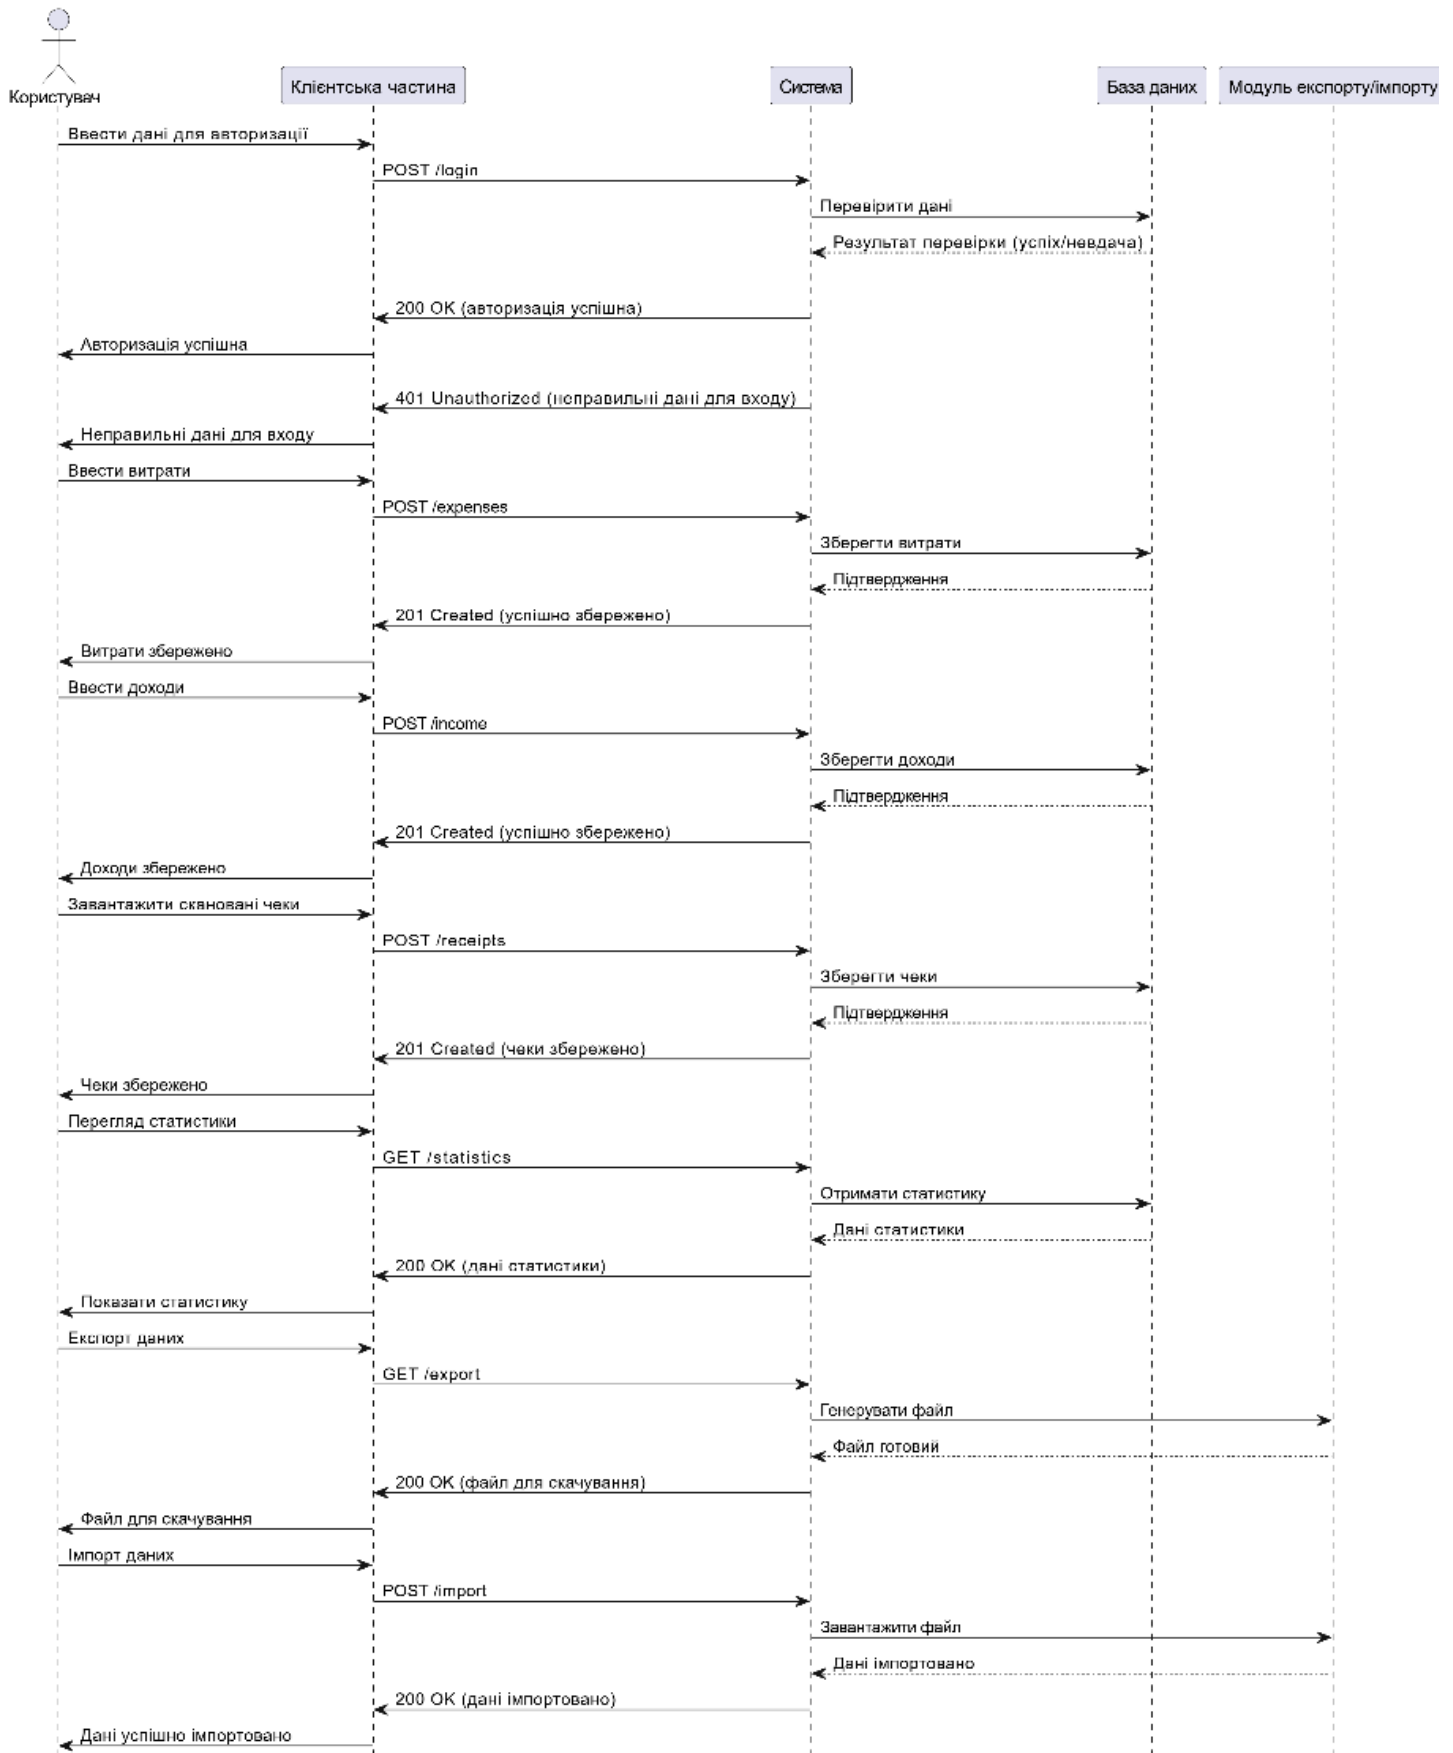 Користувач
Клієнтська частина
Система
База даних
Модуль експорту/імпорту
Ввести дані для авторизації
POST /login
Перевірити дані
Результат перевірки (успіх/невдача)
200 OK (авторизація успішна)
Авторизація успішна
401 Unauthorized (неправильні дані для входу)
Неправильні дані для входу
Ввести витрати
POST /expenses
Зберегти витрати
Підтвердження
201 Created (успішно збережено)
Витрати збережено
Ввести доходи
POST /income
Зберегти доходи
Підтвердження
201 Created (успішно збережено)
Доходи збережено
Завантажити скановані чеки
POST /receipts
Зберегти чеки
Підтвердження
201 Created (чеки збережено)
Чеки збережено
Перегляд статистики
GET /statistics
Отримати статистику
Дані статистики
200 OK (дані статистики)
Показати статистику
Експорт даних
GET /export
Генерувати файл
Файл готовий
200 OK (файл для скачування)
Файл для скачування
Імпорт даних
POST /import
Завантажити файл
Дані імпортовано
200 OK (дані імпортовано)
Дані успішно імпортовано